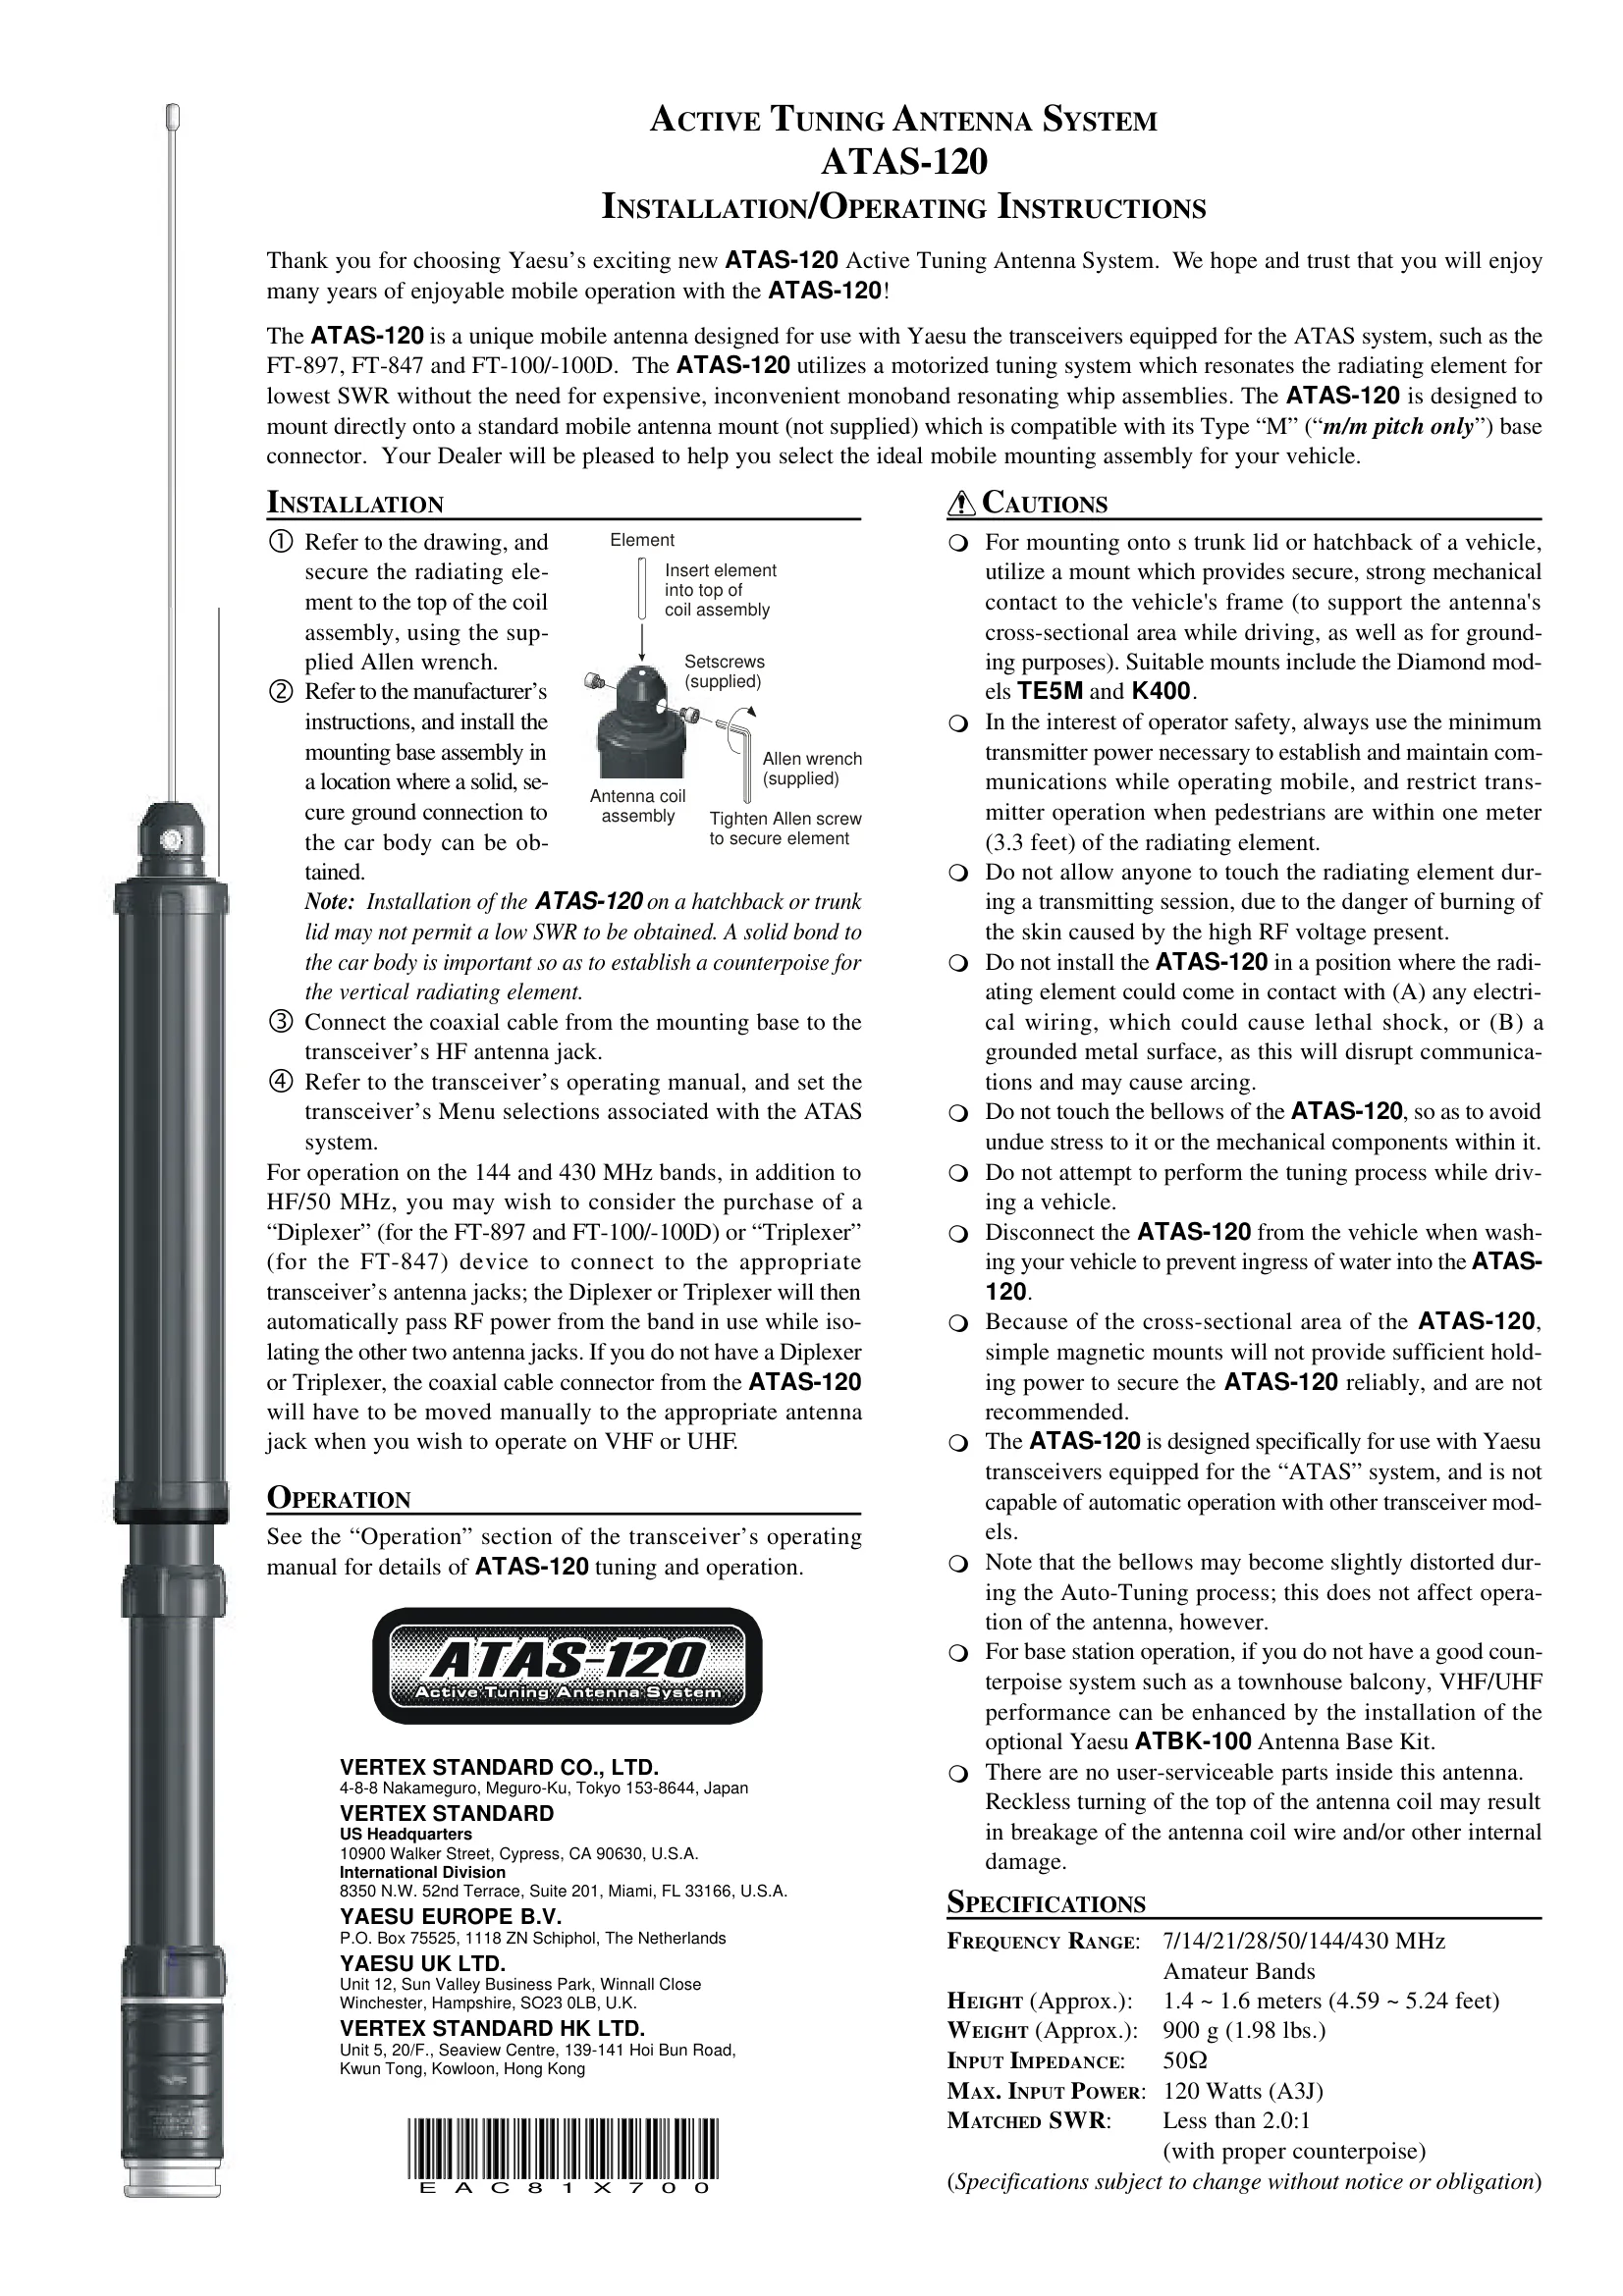 ACTIVE TUNING ANTENNA SYSTEM
ATAS-120
INSTALLATION/OPERATING INSTRUCTIONS
Thank you for choosing Yaesu's exciting new ATAS-120 Active Tuning Antenna System. We hope and trust that you will enjoy
many years of enjoyable mobile operation with the ATAS-120!
The ATAS-120 is a unique mobile antenna designed for use with Yaesu the transceivers equipped for the ATAS system, such as the
FT-897, FT-847 and FT-100/-100D. The ATAS-120 utilizes a motorized tuning system which resonates the radiating element for
lowest SWR without the need for expensive, inconvenient monoband resonating whip assemblies. The ATAS-120 is designed to
mount directly onto a standard mobile antenna mount (not supplied) which is compatible with its Type “M” (“m/m pitch only”) base
connector. Your Dealer will be pleased to help you select the ideal mobile mounting assembly for your vehicle.
INSTALLATION
① Refer to the drawing, and
secure the radiating ele-
ment to the top of the coil
assembly, using the sup-
plied Allen wrench.
② Refer to the manufacturer's
instructions, and install the
mounting base assembly in
a location where a solid, se-
cure ground connection to
the car body can be ob-
tained.
Element
Insert element
into top of
coil assembly
Setscrews
(supplied)
Allen wrench
(supplied)
Antenna coil
assembly
Tighten Allen screw
to secure element
Note: Installation of the ATAS-120 on a hatchback or trunk
lid may not permit a low SWR to be obtained. A solid bond to
the car body is important so as to establish a counterpoise for
the vertical radiating element.
③ Connect the coaxial cable from the mounting base to the
transceiver's HF antenna jack.
④ Refer to the transceiver's operating manual, and set the
transceiver's Menu selections associated with the ATAS
system.
For operation on the 144 and 430 MHz bands, in addition to
HF/50 MHz, you may wish to consider the purchase of a
“Diplexer” (for the FT-897 and FT-100/-100D) or “Triplexer”
(for the FT-847) device to connect to the appropriate
transceiver's antenna jacks; the Diplexer or Triplexer will then
automatically pass RF power from the band in use while iso-
lating the other two antenna jacks. If you do not have a Diplexer
or Triplexer, the coaxial cable connector from the ATAS-120
will have to be moved manually to the appropriate antenna
jack when you wish to operate on VHF or UHF.
OPERATION
See the “Operation” section of the transceiver's operating
manual for details of ATAS-120 tuning and operation.
ATAS-120
Active Tuning Antenna System
VERTEX STANDARD CO., LTD.
4-8-8 Nakameguro, Meguro-Ku, Tokyo 153-8644, Japan
VERTEX STANDARD
US Headquarters
10900 Walker Street, Cypress, CA 90630, U.S.A.
International Division
8350 N.W. 52nd Terrace, Suite 201, Miami, FL 33166, U.S.A.
YAESU EUROPE B.V.
P.O. Box 75525, 1118 ZN Schiphol, The Netherlands
YAESU UK LTD.
Unit 12, Sun Valley Business Park, Winnall Close
Winchester, Hampshire, SO23 0LB, U.K.
VERTEX STANDARD HK LTD.
Unit 5, 20/F., Seaview Centre, 139-141 Hoi Bun Road,
Kwun Tong, Kowloon, Hong Kong
EAC81X700
CAUTIONS
❍ For mounting onto s trunk lid or hatchback of a vehicle,
utilize a mount which provides secure, strong mechanical
contact to the vehicle's frame (to support the antenna's
cross-sectional area while driving, as well as for ground-
ing purposes). Suitable mounts include the Diamond mod-
els TE5M and K400.
❍ In the interest of operator safety, always use the minimum
transmitter power necessary to establish and maintain com-
munications while operating mobile, and restrict trans-
mitter operation when pedestrians are within one meter
(3.3 feet) of the radiating element.
❍ Do not allow anyone to touch the radiating element dur-
ing a transmitting session, due to the danger of burning of
the skin caused by the high RF voltage present.
❍ Do not install the ATAS-120 in a position where the radi-
ating element could come in contact with (A) any electri-
cal wiring, which could cause lethal shock, or (B) a
grounded metal surface, as this will disrupt communica-
tions and may cause arcing.
❍ Do not touch the bellows of the ATAS-120, so as to avoid
undue stress to it or the mechanical components within it.
❍ Do not attempt to perform the tuning process while driv-
ing a vehicle.
❍ Disconnect the ATAS-120 from the vehicle when wash-
ing your vehicle to prevent ingress of water into the ATAS-
120.
❍ Because of the cross-sectional area of the ATAS-120,
simple magnetic mounts will not provide sufficient hold-
ing power to secure the ATAS-120 reliably, and are not
recommended.
❍ The ATAS-120 is designed specifically for use with Yaesu
transceivers equipped for the “ATAS” system, and is not
capable of automatic operation with other transceiver mod-
els.
❍ Note that the bellows may become slightly distorted dur-
ing the Auto-Tuning process; this does not affect opera-
tion of the antenna, however.
❍ For base station operation, if you do not have a good coun-
terpoise system such as a townhouse balcony, VHF/UHF
performance can be enhanced by the installation of the
optional Yaesu ATBK-100 Antenna Base Kit.
❍ There are no user-serviceable parts inside this antenna.
Reckless turning of the top of the antenna coil may result
in breakage of the antenna coil wire and/or other internal
damage.
SPECIFICATIONS
FREQUENCY RANGE: 7/14/21/28/50/144/430 MHz
Amateur Bands
HEIGHT (Approx.): 1.4 ~ 1.6 meters (4.59 ~ 5.24 feet)
WEIGHT (Approx.): 900 g (1.98 lbs.)
INPUT IMPEDANCE: 50Ω
MAX. INPUT POWER: 120 Watts (A3J)
MATCHED SWR: Less than 2.0:1
(with proper counterpoise)
(Specifications subject to change without notice or obligation)